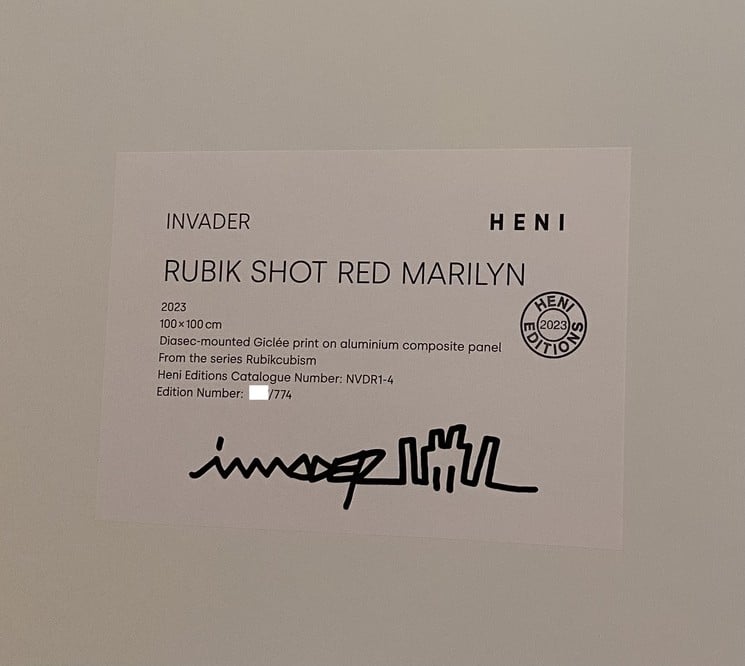 INVADER
HENI
RUBIK SHOT RED MARILYN
2023
100 × 100 cm
Diasec-mounted Giclée print on aluminium composite panel
From the series Rubikcubism
Heni Editions Catalogue Number: NVDR1-4
Edition Number: /774
HENI EDITIONS
2023
invader